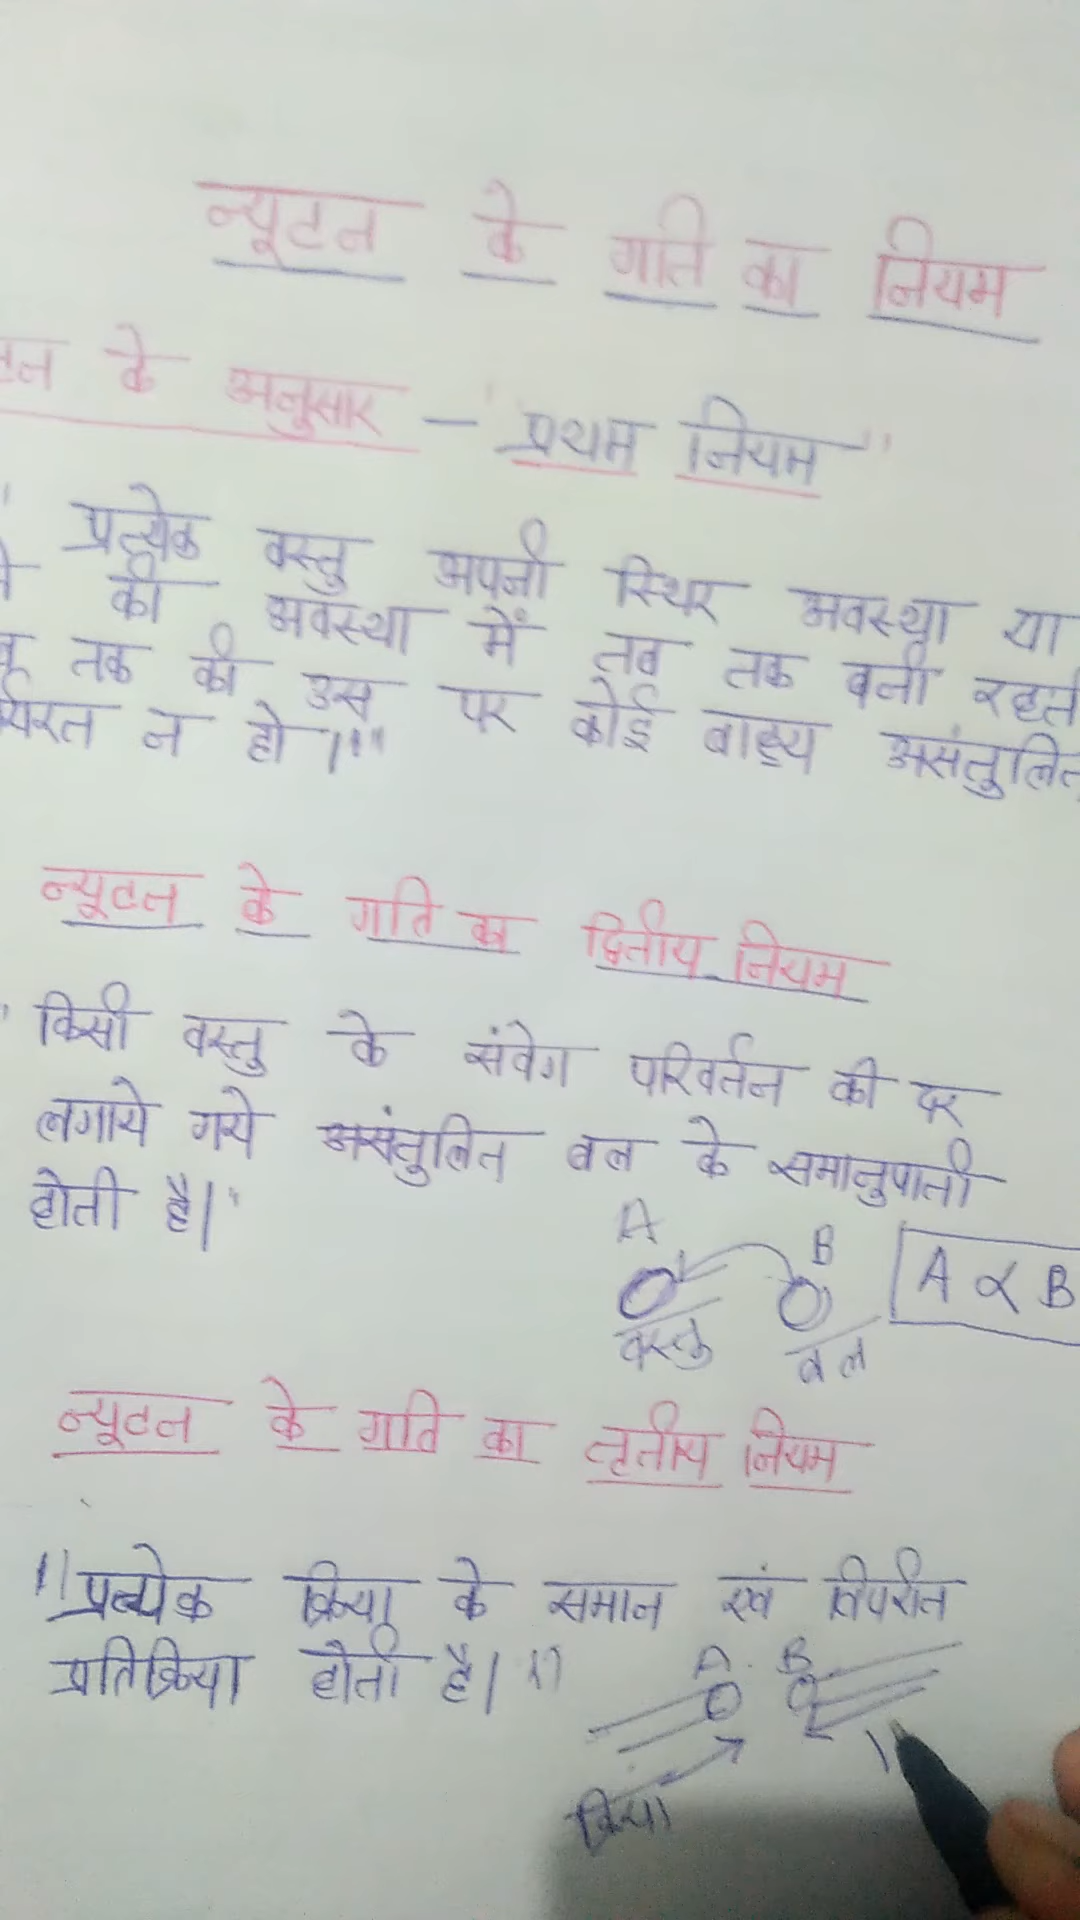 न्यूटन के गति का नियम
के अनुसार - "प्रथम नियम"
" प्रत्येक वस्तु अपनी स्थिर अवस्था या
की अवस्था में तब तक बनी रहती
तक की उस पर कोई बाह्य असंतुलित
न हो।""
न्यूटन के गति का द्वितीय नियम
" किसी वस्तु के संवेग परिवर्तन की दर
लगाये गये असंतुलित बल के समानुपाती
होती है।"
A B
A ∝ B
वस्तु बल
न्यूटन के गति का तृतीय नियम
"प्रत्येक क्रिया के समान एवं विपरीत
प्रतिक्रिया होती है। "
A B
क्रिया